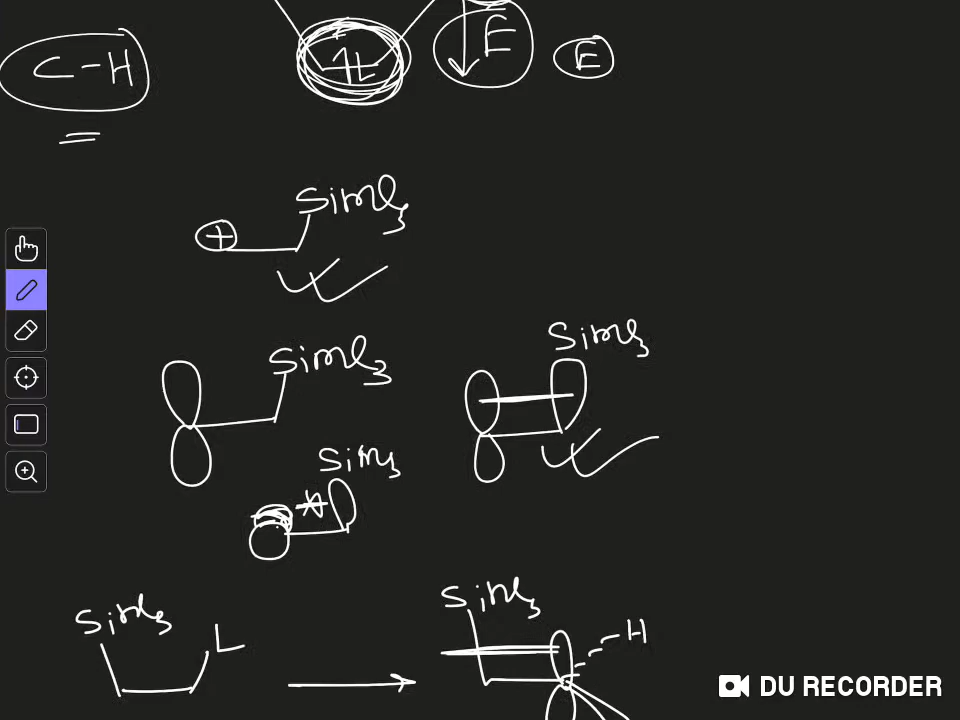 C-H
E
E
SiMe3
+
SiMe3
SiMe3
SiMe3
*
SiMe3
SiMe3
L
H
DU RECORDER